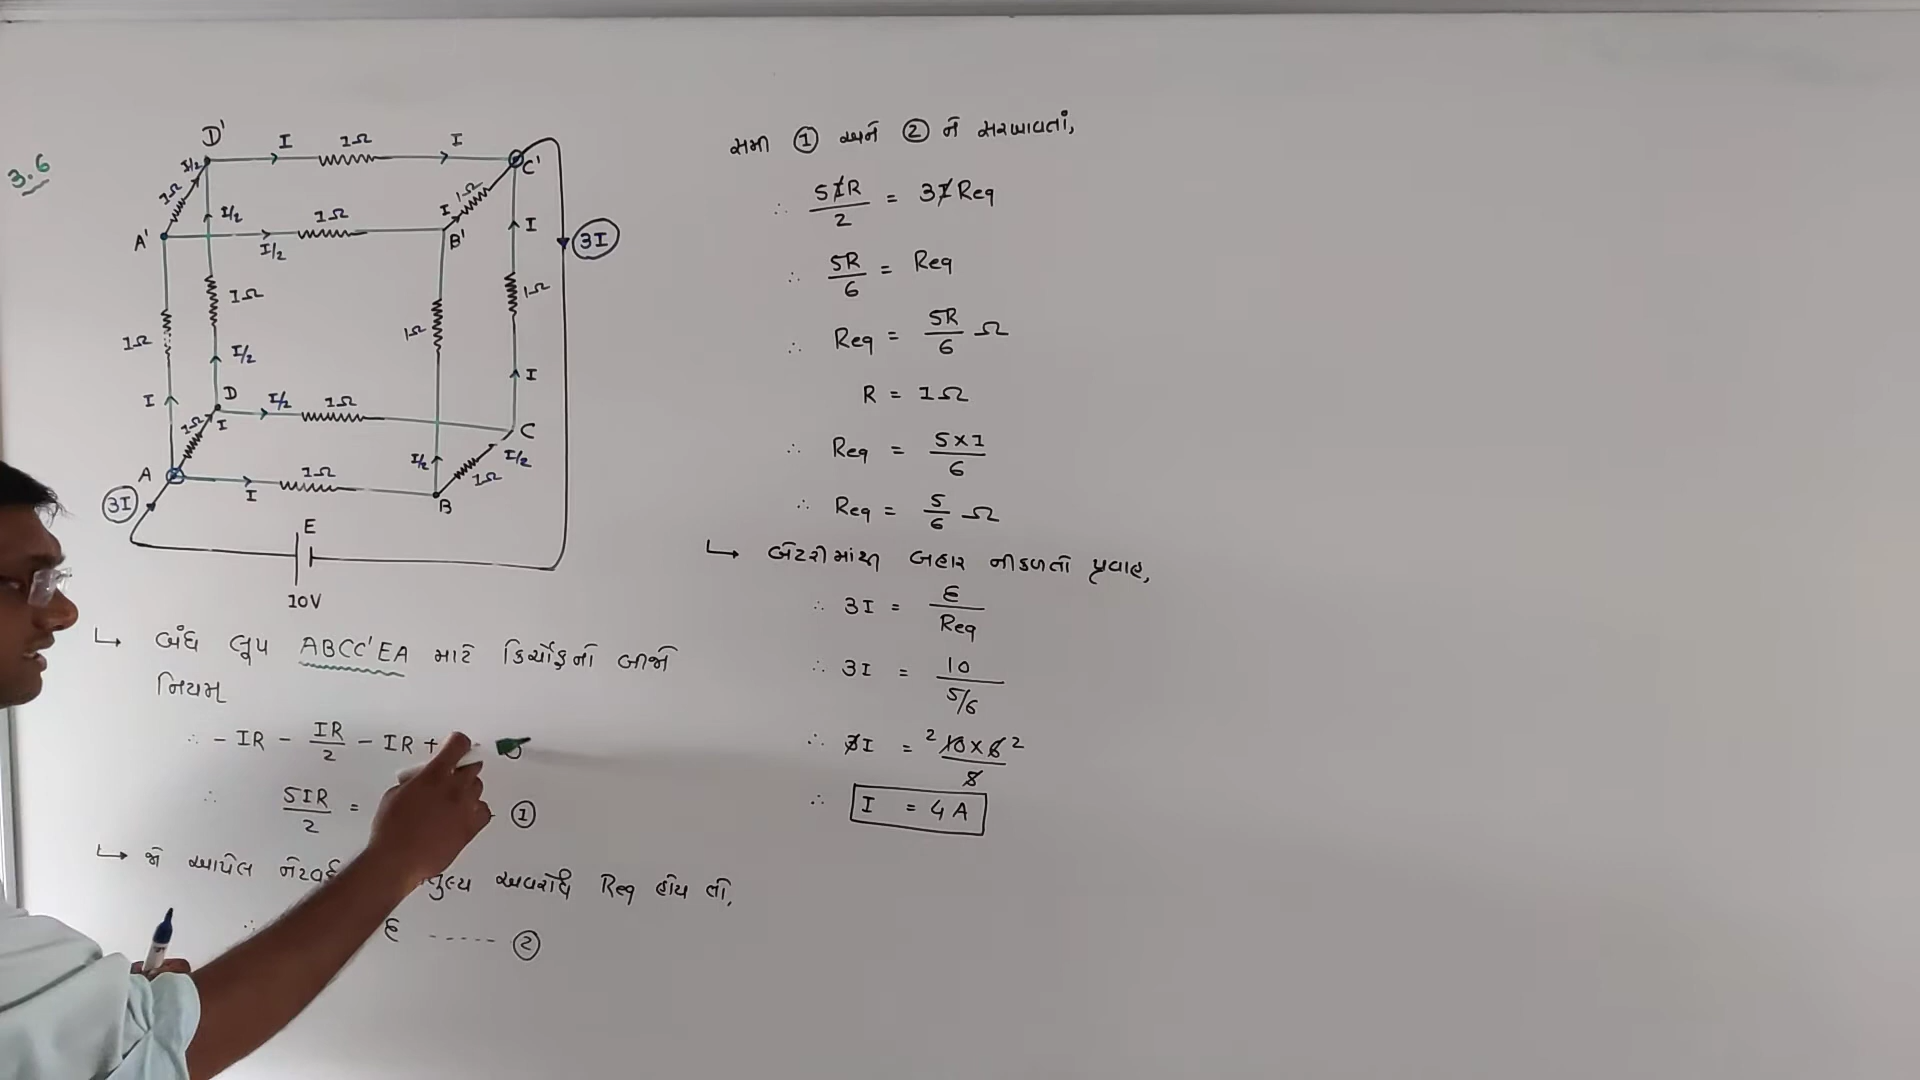 3.6
D'
I
1Ω
I
C'
I/2
1Ω
1Ω
I/2
1Ω
I
3I
A'
I/2
B'
I
1Ω
1Ω
1Ω
1Ω
I/2
I
I
D
I/2
1Ω
1Ω
I
C
A
1Ω
I/2
I/2
1Ω
3I
I
B
E
10V
↳ બંધ લૂપ ABCC'EA માટે કિર્ચોફનો બીજો
નિયમ
∴ - IR - IR/2 - IR +
∴ 5IR/2 = ①
↳ જો આપેલ અવરોધ Req હોય તો,
∴ ε ----- ②
સમી ① અને ② ને સરખાવતાં,
∴ 5IR/2 = 3I Req
∴ 5R/6 = Req
∴ Req = 5R/6 Ω
R = 1Ω
∴ Req = 5×1/6
∴ Req = 5/6 Ω
↳ બેટરીમાંથી બહાર નીકળતો પ્રવાહ,
∴ 3I = ε/Req
∴ 3I = 10/5/6
∴ 3I = 2 10×6 2/5
∴ I = 4A